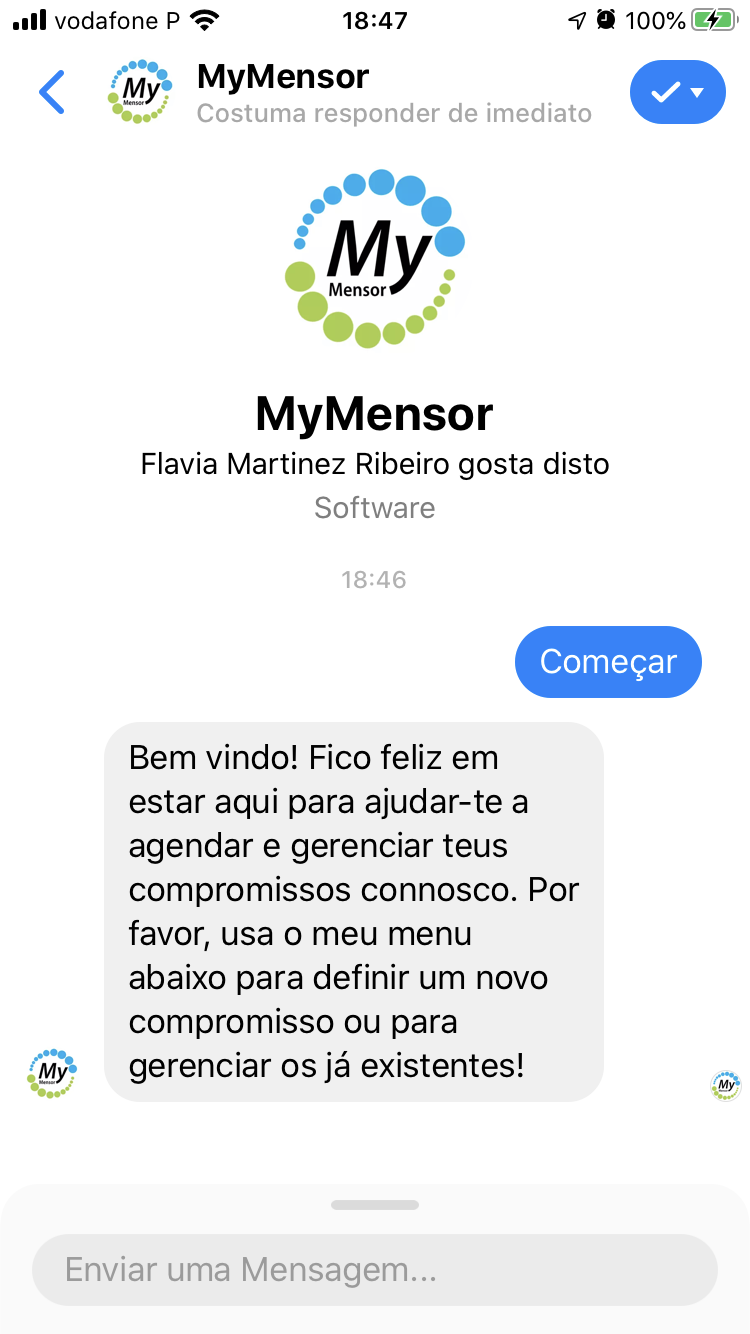 vodafone P 18:47 100%
My
Mensor
MyMensor
Costuma responder de imediato
My
Mensor
MyMensor
Flavia Martinez Ribeiro gosta disto
Software
18:46
Começar
Bem vindo! Fico feliz em
estar aqui para ajudar-te a
agendar e gerenciar teus
compromissos connosco. Por
favor, usa o meu menu
abaixo para definir um novo
compromisso ou para
gerenciar os já existentes!
My
Mensor
My
Enviar uma Mensagem...